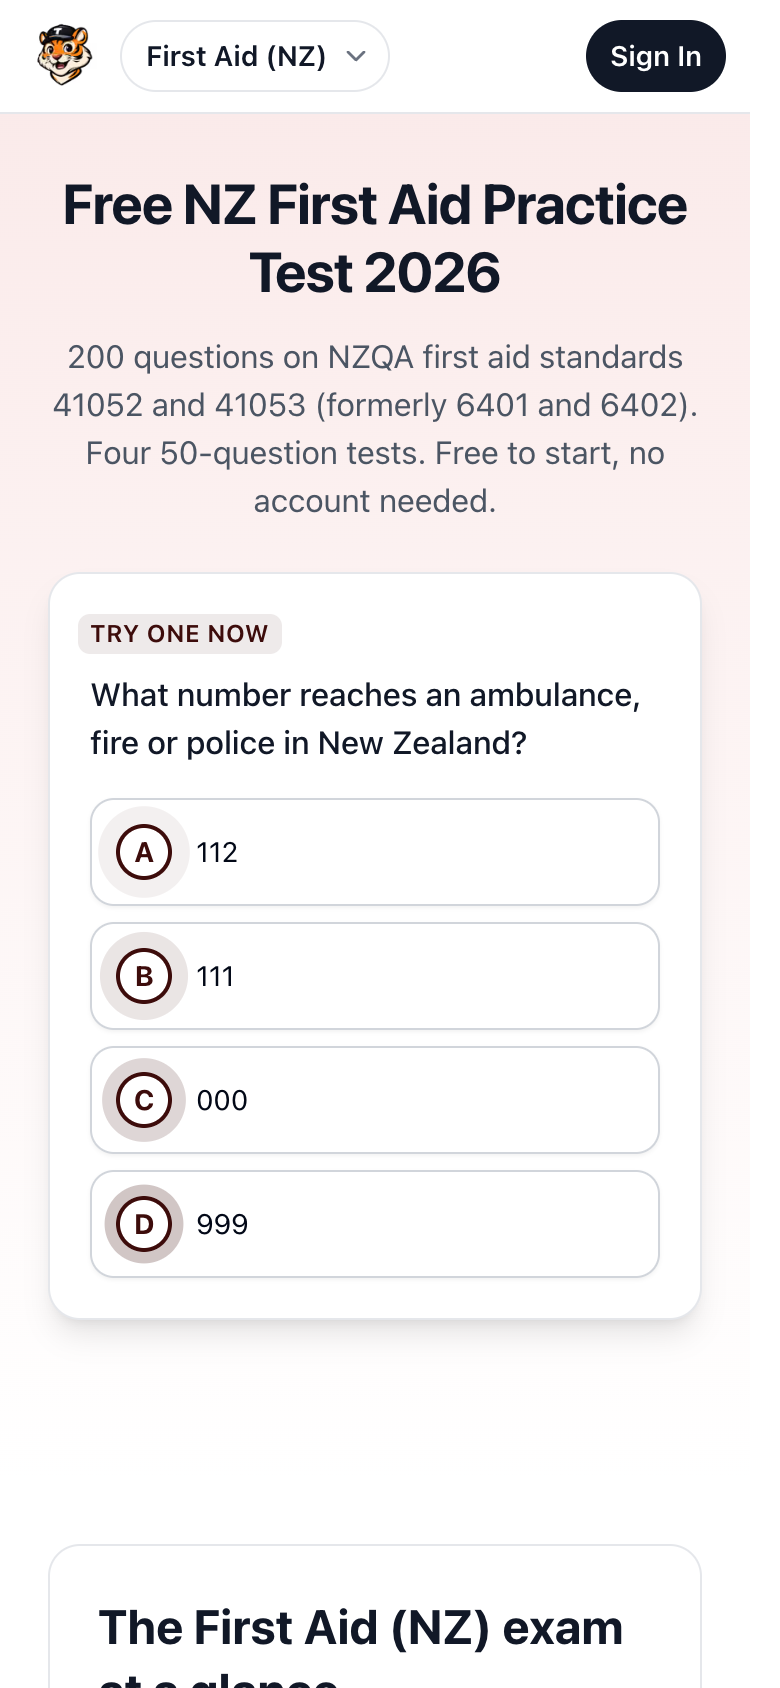 First Aid (NZ)
Sign In
Free NZ First Aid Practice
Test 2026
200 questions on NZQA first aid standards
41052 and 41053 (formerly 6401 and 6402).
Four 50-question tests. Free to start, no
account needed.
TRY ONE NOW
What number reaches an ambulance,
fire or police in New Zealand?
A 112
B 111
C 000
D 999
The First Aid (NZ) exam
at a glance